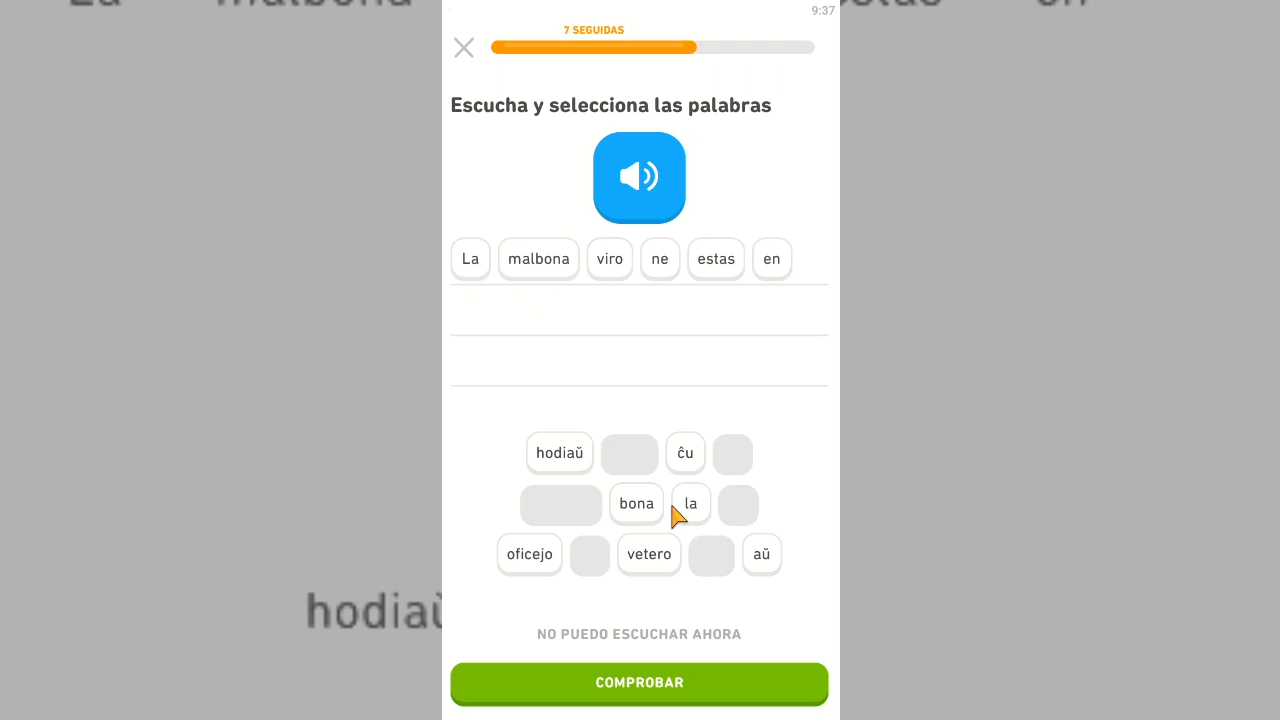 9:37
7 SEGUIDAS
Escucha y selecciona las palabras
La malbona viro ne estas en
hodiaŭ ĉu
bona la
oficejo vetero aŭ
NO PUEDO ESCUCHAR AHORA
COMPROBAR